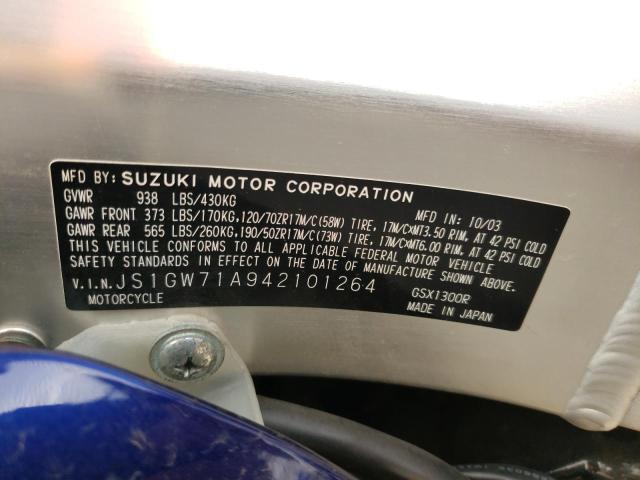 MFD BY: SUZUKI MOTOR CORPORATION
GVWR 938 LBS/430KG MFD IN: 10/03
GAWR FRONT 373 LBS/170KG,120/70ZR17M/C(58W) TIRE, 17M/C×MT3.50 RIM, AT 42 PSI COLD
GAWR REAR 565 LBS/260KG,190/50ZR17M/C(73W) TIRE, 17M/C×MT6.00 RIM, AT 42 PSI COLD
THIS VEHICLE CONFORMS TO ALL APPLICABLE FEDERAL MOTOR VEHICLE
SAFETY STANDARDS IN EFFECT ON THE DATE OF MANUFACTURE SHOWN ABOVE.
V.I.N. JS1GW71A942101264 GSX1300R
MOTORCYCLE MADE IN JAPAN